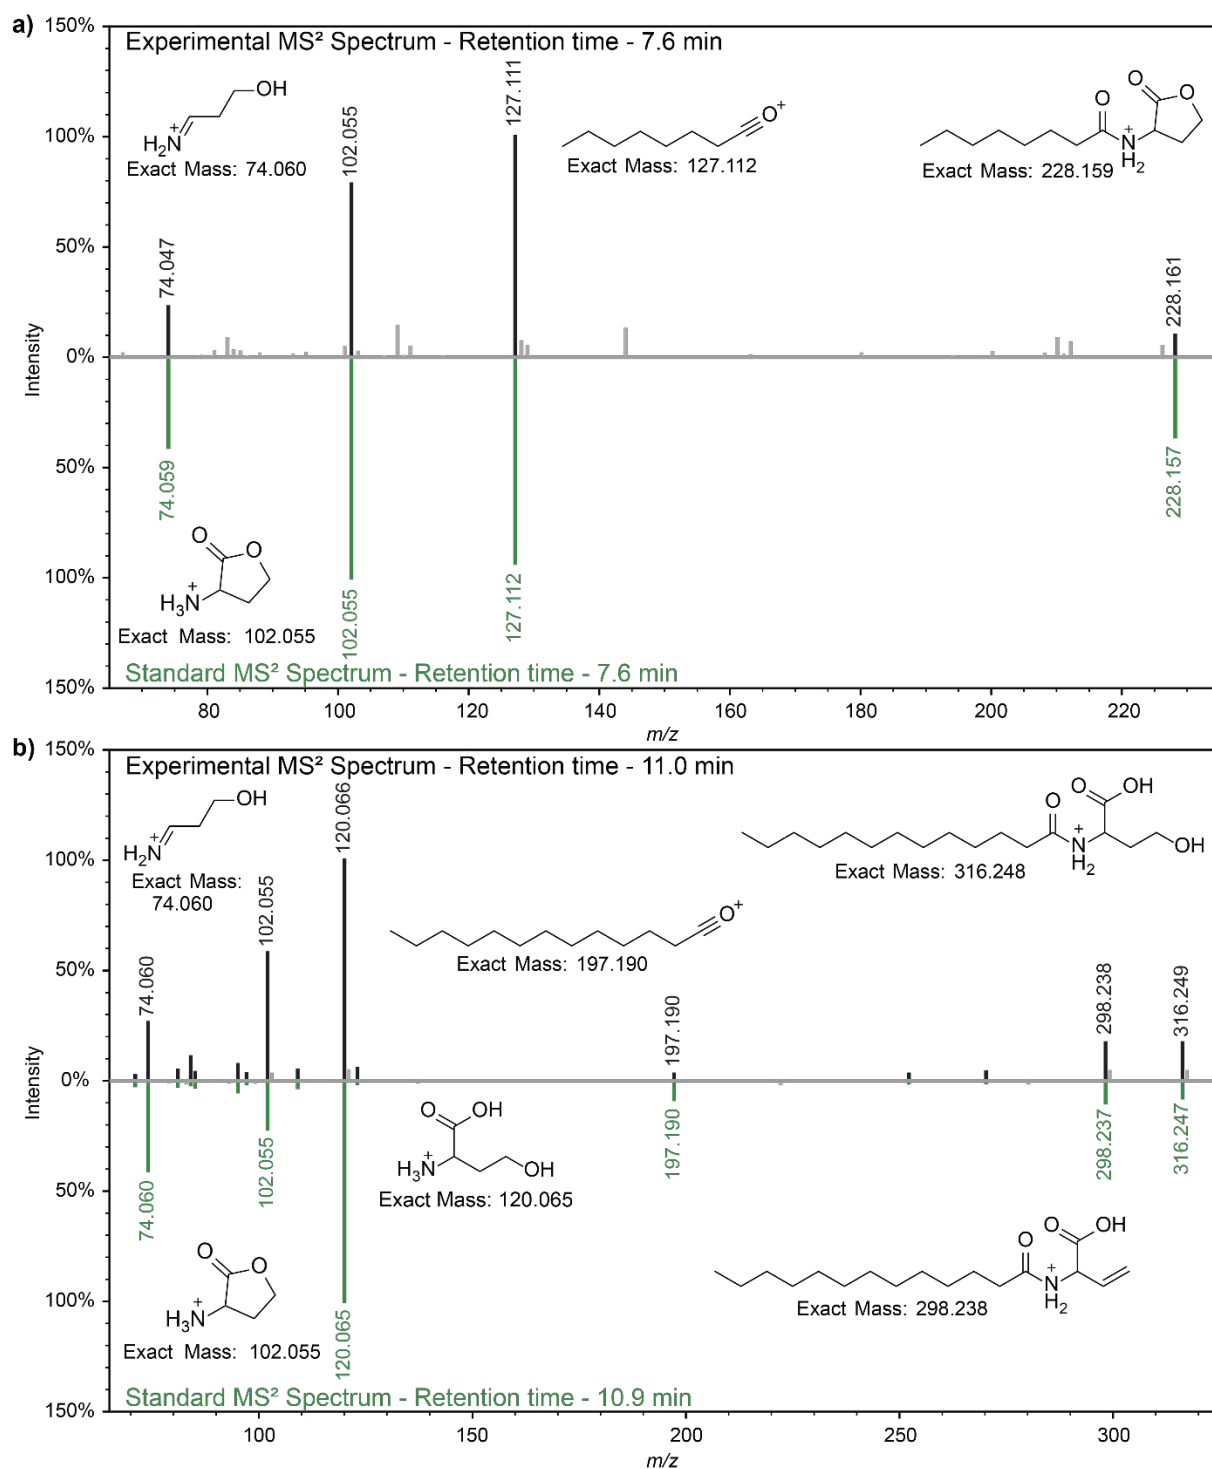 a)
150%
Experimental MS² Spectrum - Retention time - 7.6 min
127.111
OH
+
H₂N
Exact Mass: 74.060
100%
102.055
O⁺
Exact Mass: 127.112
O
O
O
+
N
H₂
Exact Mass: 228.159
50%
74.047
228.161
Intensity
0%
50%
74.059
228.157
O
O
+
H₃N
100%
Exact Mass: 102.055
102.055
127.112
Standard MS² Spectrum - Retention time - 7.6 min
150%
80
100
120
140
160
180
200
220
m/z
b)
150%
Experimental MS² Spectrum - Retention time - 11.0 min
120.066
OH
+
H₂N
Exact Mass:
74.060
O
OH
O
+
N
H₂
OH
Exact Mass: 316.248
100%
102.055
O⁺
Exact Mass: 197.190
50%
74.060
197.190
298.238
316.249
Intensity
0%
O
OH
+
H₃N
OH
Exact Mass: 120.065
50%
74.060
102.055
197.190
298.237
316.247
O
O
+
H₃N
O
OH
O
+
N
H₂
100%
Exact Mass: 298.238
Exact Mass: 102.055
120.065
Standard MS² Spectrum - Retention time - 10.9 min
150%
100
150
200
250
300
m/z